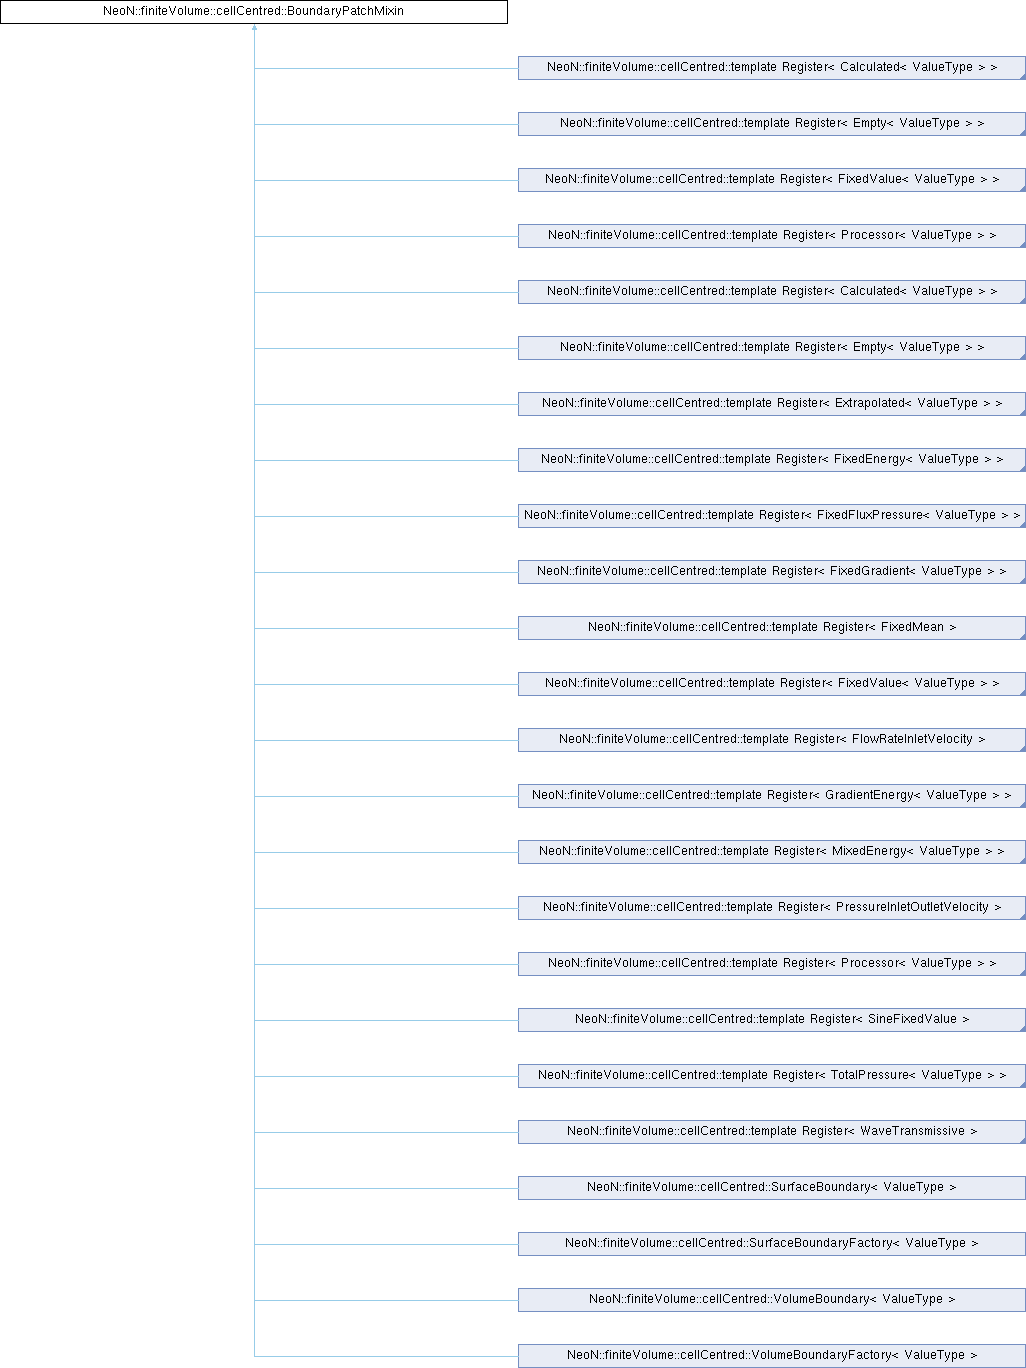 NeoN::finiteVolume::cellCentred::BoundaryPatchMixin
NeoN::finiteVolume::cellCentred::template Register< Calculated< ValueType > >
NeoN::finiteVolume::cellCentred::template Register< Empty< ValueType > >
NeoN::finiteVolume::cellCentred::template Register< FixedValue< ValueType > >
NeoN::finiteVolume::cellCentred::template Register< Processor< ValueType > >
NeoN::finiteVolume::cellCentred::template Register< Calculated< ValueType > >
NeoN::finiteVolume::cellCentred::template Register< Empty< ValueType > >
NeoN::finiteVolume::cellCentred::template Register< Extrapolated< ValueType > >
NeoN::finiteVolume::cellCentred::template Register< FixedEnergy< ValueType > >
NeoN::finiteVolume::cellCentred::template Register< FixedFluxPressure< ValueType > >
NeoN::finiteVolume::cellCentred::template Register< FixedGradient< ValueType > >
NeoN::finiteVolume::cellCentred::template Register< FixedMean >
NeoN::finiteVolume::cellCentred::template Register< FixedValue< ValueType > >
NeoN::finiteVolume::cellCentred::template Register< FlowRateInletVelocity >
NeoN::finiteVolume::cellCentred::template Register< GradientEnergy< ValueType > >
NeoN::finiteVolume::cellCentred::template Register< MixedEnergy< ValueType > >
NeoN::finiteVolume::cellCentred::template Register< PressureInletOutletVelocity >
NeoN::finiteVolume::cellCentred::template Register< Processor< ValueType > >
NeoN::finiteVolume::cellCentred::template Register< SineFixedValue >
NeoN::finiteVolume::cellCentred::template Register< TotalPressure< ValueType > >
NeoN::finiteVolume::cellCentred::template Register< WaveTransmissive >
NeoN::finiteVolume::cellCentred::SurfaceBoundary< ValueType >
NeoN::finiteVolume::cellCentred::SurfaceBoundaryFactory< ValueType >
NeoN::finiteVolume::cellCentred::VolumeBoundary< ValueType >
NeoN::finiteVolume::cellCentred::VolumeBoundaryFactory< ValueType >